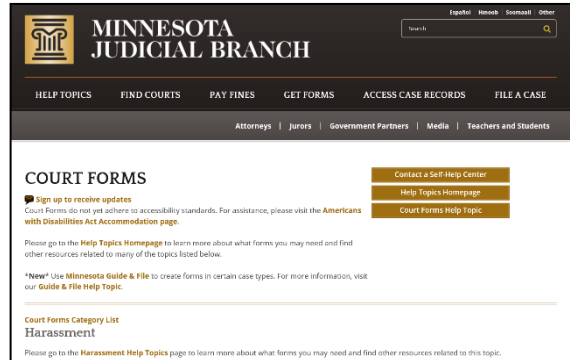 Español | Hmoob | Soomaali | Other
MINNESOTA
JUDICIAL BRANCH
Search
HELP TOPICS FIND COURTS PAY FINES GET FORMS ACCESS CASE RECORDS FILE A CASE
Attorneys | Jurors | Government Partners | Media | Teachers and Students
COURT FORMS
Contact a Self-Help Center
Help Topics Homepage
Court Forms Help Topic
Sign up to receive updates
Court Forms do not yet adhere to accessibility standards. For assistance, please visit the Americans
with Disabilities Act Accommodation page.
Please go to the Help Topics Homepage to learn more about what forms you may need and find
other resources related to many of the topics listed below.
*New* Use Minnesota Guide & File to create forms in certain case types. For more information, visit
our Guide & File Help Topic.
Court Forms Category List
Harassment
Please go to the Harassment Help Topics page to learn more about what forms you may need and find other resources related to this topic.